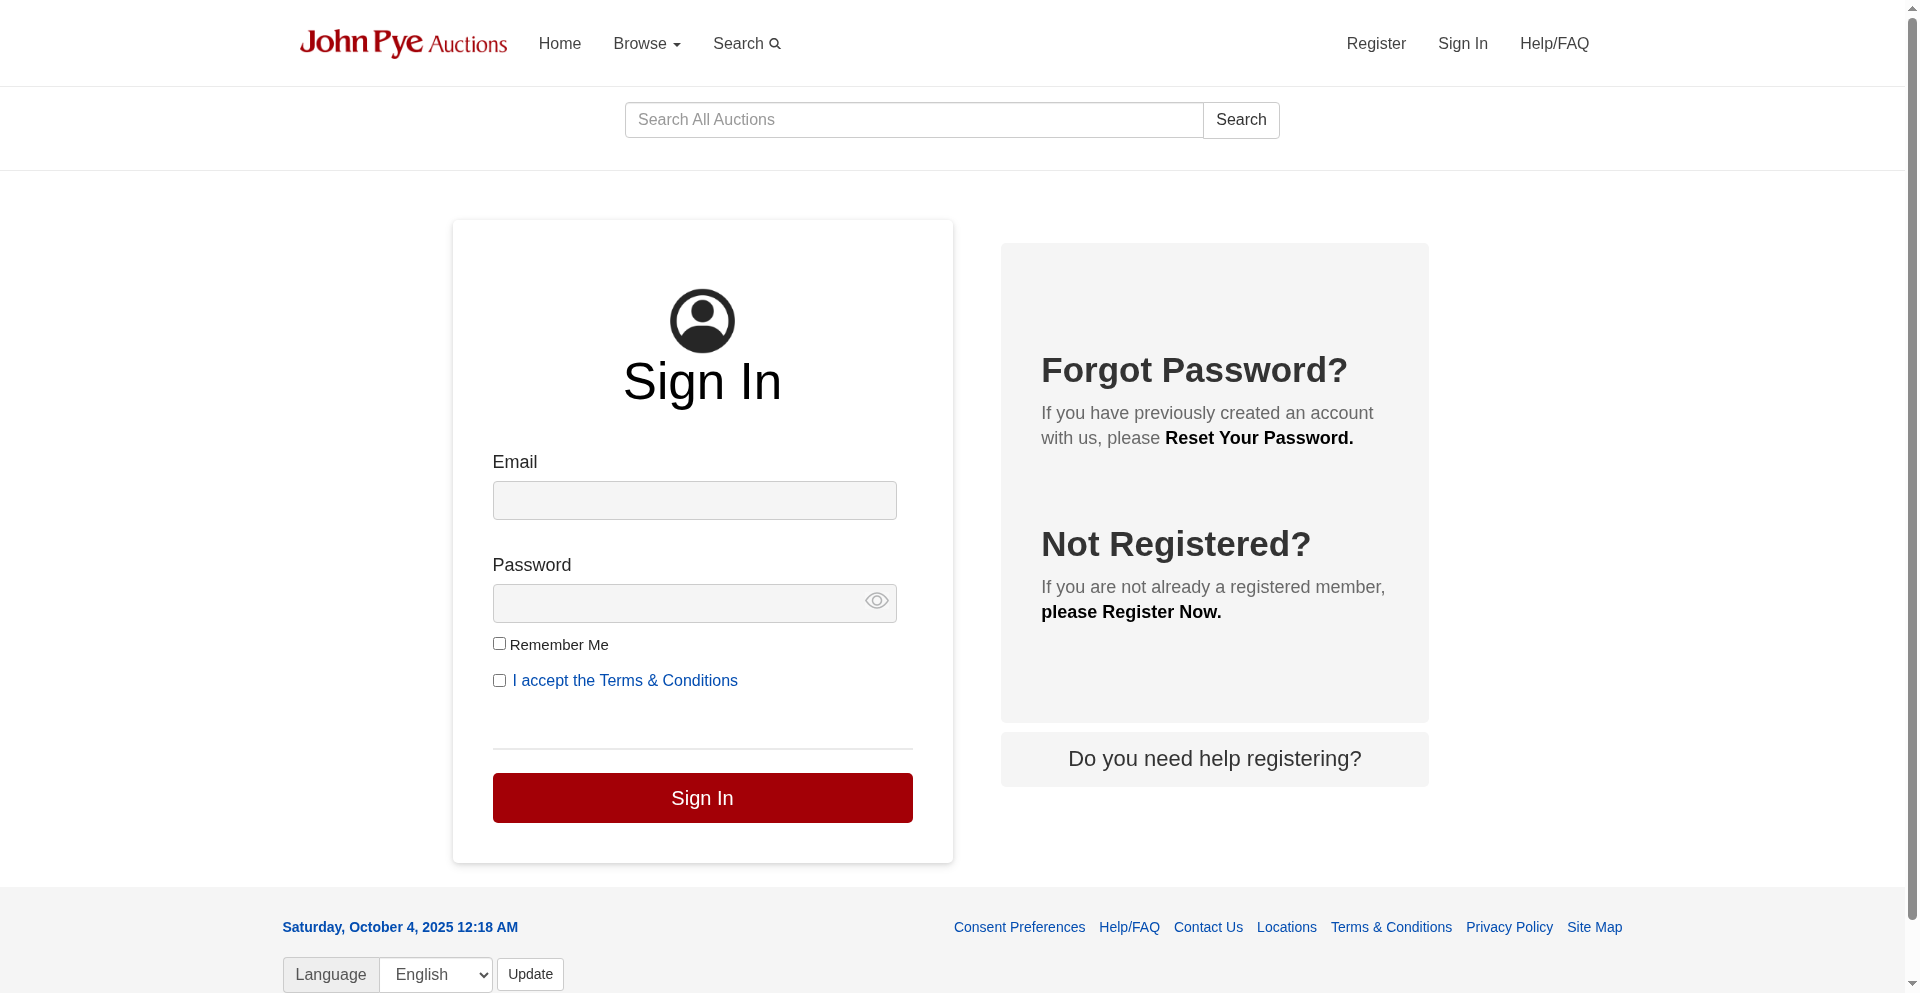 John Pye Auctions Home Browse Search Register Sign In Help/FAQ
Search All Auctions Search
Sign In
Email
Password
Remember Me
I accept the Terms & Conditions
Sign In
Forgot Password?
If you have previously created an account
with us, please Reset Your Password.
Not Registered?
If you are not already a registered member,
please Register Now.
Do you need help registering?
Saturday, October 4, 2025 12:18 AM
Consent Preferences Help/FAQ Contact Us Locations Terms & Conditions Privacy Policy Site Map
Language English Update